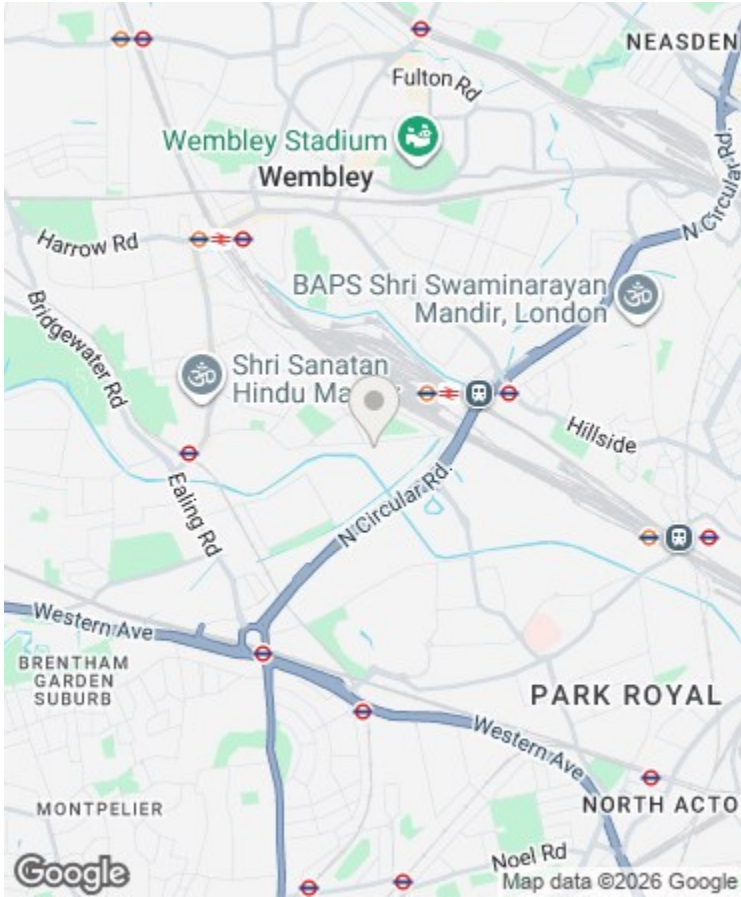 NEASDEN
Fulton Rd
Wembley Stadium
Wembley
N Circular Rd.
Harrow Rd
BAPS Shri Swaminarayan
Mandir, London
Bridgewater Rd
Shri Sanatan
Hindu Ma
Hillside
Ealing Rd
N Circular Rd.
Western Ave
BRENTHAM
GARDEN
SUBURB
PARK ROYAL
Western Ave
MONTPELIER
NORTH ACTO
Noel Rd
Google
Map data ©2026 Google